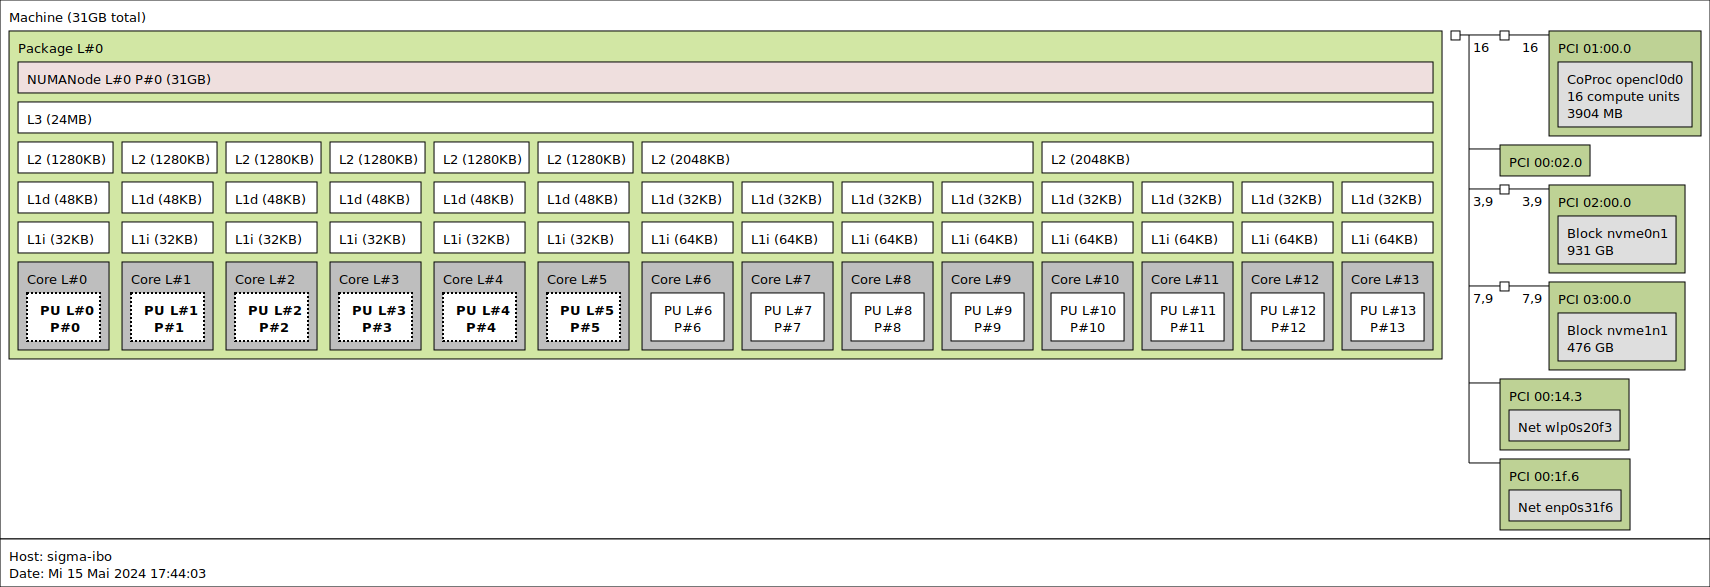 Machine (31GB total)
Package L#0
NUMANode L#0 P#0 (31GB)
L3 (24MB)
L2 (1280KB) L2 (1280KB) L2 (1280KB) L2 (1280KB) L2 (1280KB) L2 (1280KB) L2 (2048KB) L2 (2048KB)
L1d (48KB) L1d (48KB) L1d (48KB) L1d (48KB) L1d (48KB) L1d (48KB) L1d (32KB) L1d (32KB) L1d (32KB) L1d (32KB) L1d (32KB) L1d (32KB) L1d (32KB) L1d (32KB)
L1i (32KB) L1i (32KB) L1i (32KB) L1i (32KB) L1i (32KB) L1i (32KB) L1i (64KB) L1i (64KB) L1i (64KB) L1i (64KB) L1i (64KB) L1i (64KB) L1i (64KB) L1i (64KB)
Core L#0 Core L#1 Core L#2 Core L#3 Core L#4 Core L#5 Core L#6 Core L#7 Core L#8 Core L#9 Core L#10 Core L#11 Core L#12 Core L#13
PU L#0 PU L#1 PU L#2 PU L#3 PU L#4 PU L#5 PU L#6 PU L#7 PU L#8 PU L#9 PU L#10 PU L#11 PU L#12 PU L#13
P#0 P#1 P#2 P#3 P#4 P#5 P#6 P#7 P#8 P#9 P#10 P#11 P#12 P#13
16 16 PCI 01:00.0
CoProc opencl0d0
16 compute units
3904 MB
PCI 00:02.0
3,9 3,9 PCI 02:00.0
Block nvme0n1
931 GB
7,9 7,9 PCI 03:00.0
Block nvme1n1
476 GB
PCI 00:14.3
Net wlp0s20f3
PCI 00:1f.6
Net enp0s31f6
Host: sigma-ibo
Date: Mi 15 Mai 2024 17:44:03